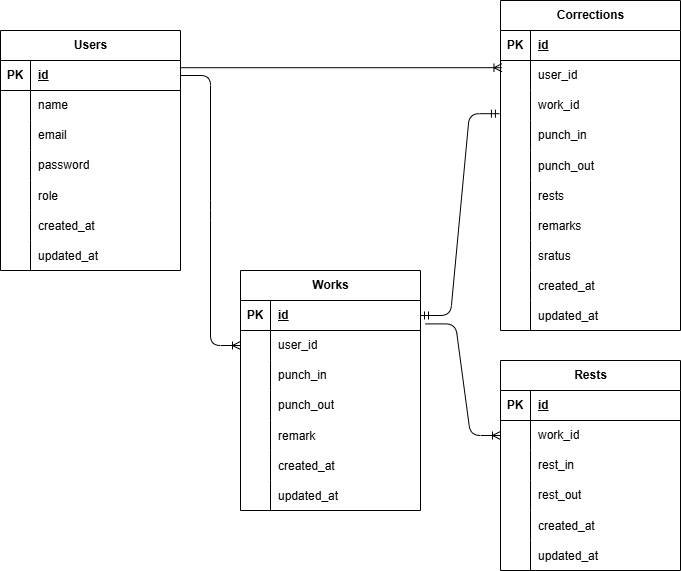 Users
PK id
name
email
password
role
created_at
updated_at
Works
PK id
user_id
punch_in
punch_out
remark
created_at
updated_at
Corrections
PK id
user_id
work_id
punch_in
punch_out
rests
remarks
sratus
created_at
updated_at
Rests
PK id
work_id
rest_in
rest_out
created_at
updated_at